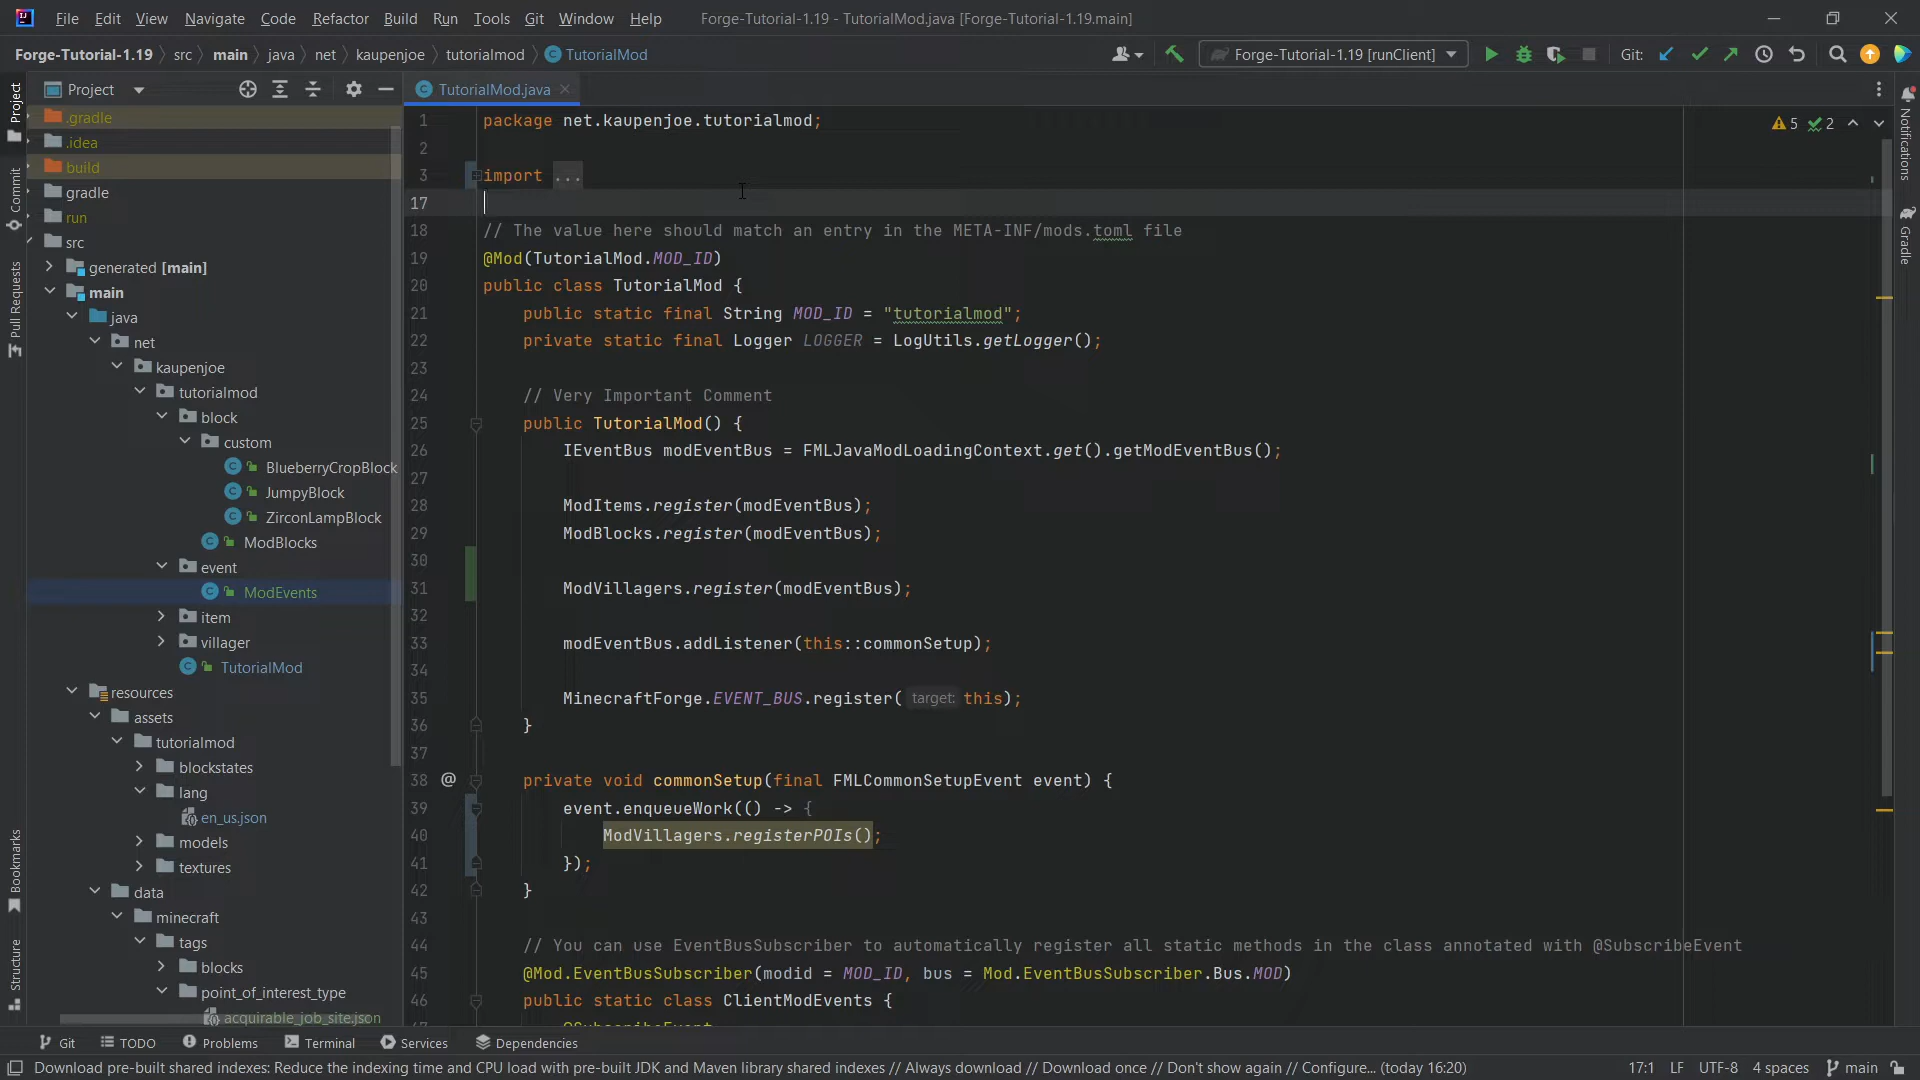 File Edit View Navigate Code Refactor Build Run Tools Git Window Help Forge-Tutorial-1.19 - TutorialMod.java [Forge-Tutorial-1.19.main]
Forge-Tutorial-1.19 src main java net kaupenjoe tutorialmod TutorialMod Forge-Tutorial-1.19 [runClient] Git:
Project
TutorialMod.java
Project
Commit
Pull Requests
Bookmarks
Structure
Notifications
Gradle
.gradle
.idea
build
gradle
run
src
generated [main]
main
java
net
kaupenjoe
tutorialmod
block
custom
BlueberryCropBlock
JumpyBlock
ZirconLampBlock
ModBlocks
event
ModEvents
item
villager
TutorialMod
resources
assets
tutorialmod
blockstates
lang
en_us.json
models
textures
data
minecraft
tags
blocks
point_of_interest_type
acquirable_job_site.json
5 2
1 package net.kaupenjoe.tutorialmod;
2
3 import ...
17
18 // The value here should match an entry in the META-INF/mods.toml file
19 @Mod(TutorialMod.MOD_ID)
20 public class TutorialMod {
21 public static final String MOD_ID = "tutorialmod";
22 private static final Logger LOGGER = LogUtils.getLogger();
23
24 // Very Important Comment
25 public TutorialMod() {
26 IEventBus modEventBus = FMLJavaModLoadingContext.get().getModEventBus();
27
28 ModItems.register(modEventBus);
29 ModBlocks.register(modEventBus);
30
31 ModVillagers.register(modEventBus);
32
33 modEventBus.addListener(this::commonSetup);
34
35 MinecraftForge.EVENT_BUS.register( target: this);
36 }
37
38 @ private void commonSetup(final FMLCommonSetupEvent event) {
39 event.enqueueWork(() -> {
40 ModVillagers.registerPOIs();
41 });
42 }
43
44 // You can use EventBusSubscriber to automatically register all static methods in the class annotated with @SubscribeEvent
45 @Mod.EventBusSubscriber(modid = MOD_ID, bus = Mod.EventBusSubscriber.Bus.MOD)
46 public static class ClientModEvents {
47 @SubscribeEvent
Git TODO Problems Terminal Services Dependencies
Download pre-built shared indexes: Reduce the indexing time and CPU load with pre-built JDK and Maven library shared indexes // Always download // Download once // Don't show again // Configure... (today 16:20) 17:1 LF UTF-8 4 spaces main